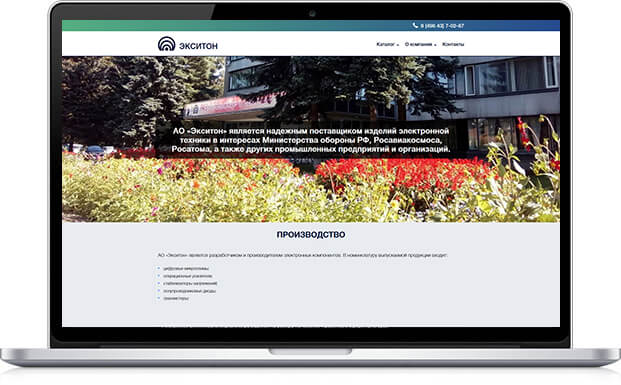 8 (496 43) 7-02-67
ЭКСИТОН
Каталог О компании Контакты
АО «Экситон» является надежным поставщиком изделий электронной
техники в интересах Министерства обороны РФ, Росавиакосмоса,
Росатома, а также других промышленных предприятий и организаций.
ПРОИЗВОДСТВО
АО «Экситон» является разработчиком и производителем электронных компонентов. В номенклатуру выпускаемой продукции входят:
цифровые микросхемы;
операционные усилители;
стабилизаторы напряжений;
полупроводниковые диоды;
транзисторы;